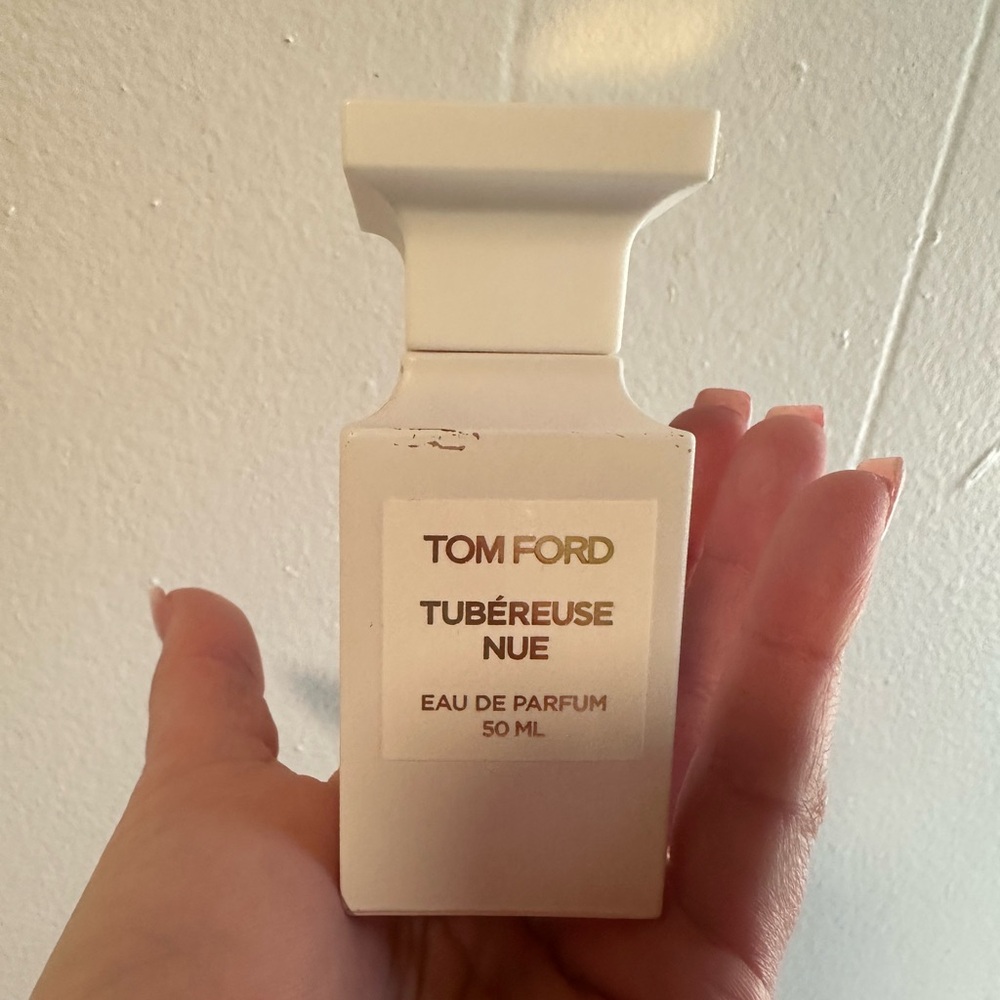 TOM FORD
TUBÉREUSE
NUE
EAU DE PARFUM
50 ML